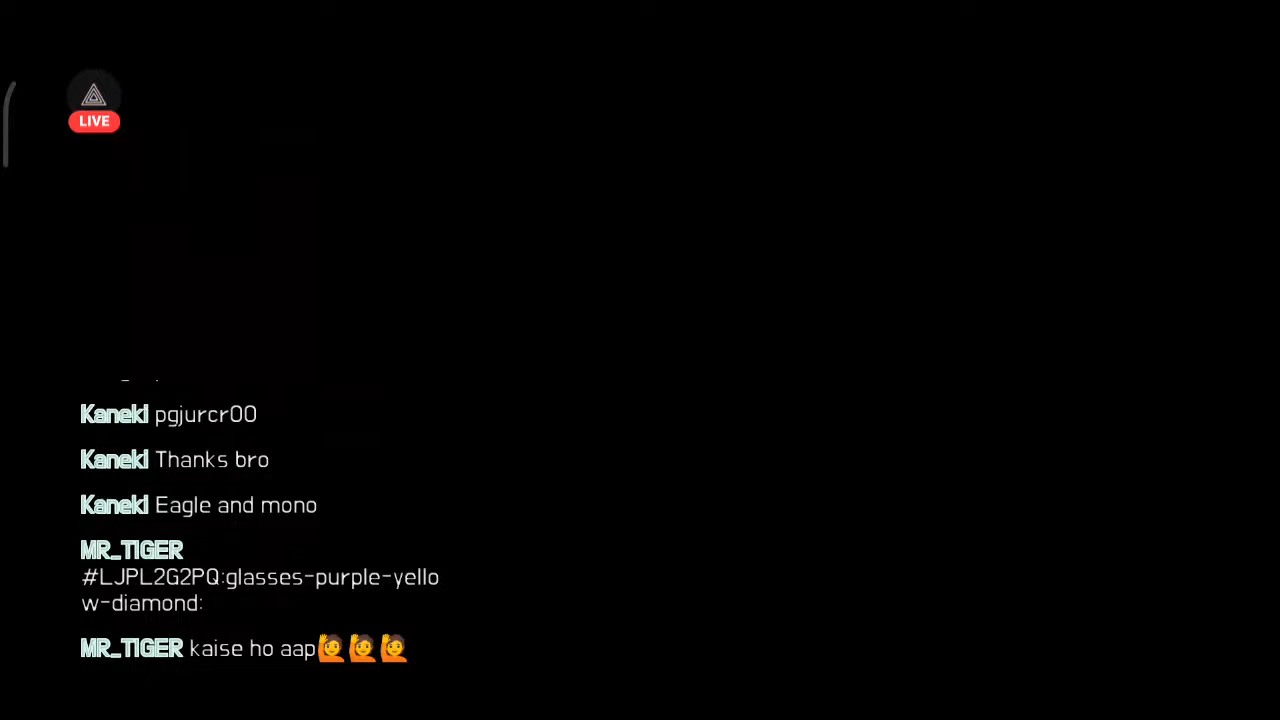 LIVE
Kaneki pgjurcr00
Kaneki Thanks bro
Kaneki Eagle and mono
MR_TIGER
#LJPL2G2PQ:glasses-purple-yello
w-diamond:
MR_TIGER kaise ho aap🙋🙋🙋